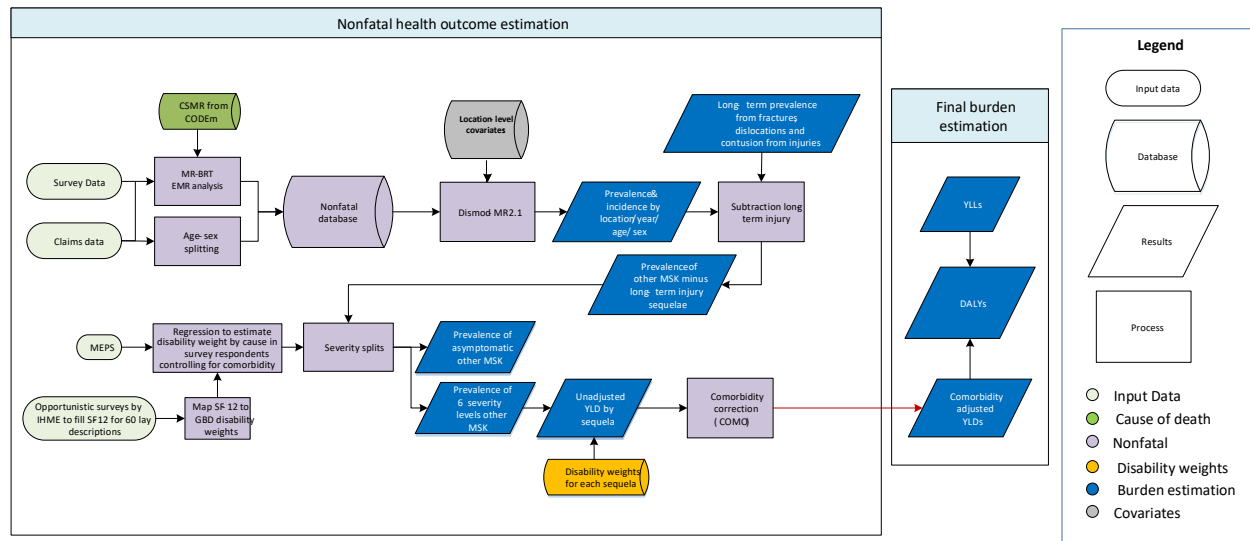 Nonfatal health outcome estimation
CSMR from
CODEm
Survey Data
Claims data
MR-BRT
EMR analysis
Age- sex
splitting
Nonfatal
database
Location level
covariates
Dismod-MR2.1
Prevalence&
incidence by
location/year/
age/ sex
Long- term prevalence
from fractures,
dislocations and
contusion from injuries
Subtraction long
term injury
Prevalenceof
other MSK minus
long- term injury
sequelae
MEPS
Regression to estimate
disability weight by cause in
survey respondents
controlling for comorbidity
Severity splits
Prevalence of
asymptomatic
other MSK
Opportunistic surveys by
IHME to fill SF12 for 60 lay
descriptions
Map SF 12 to
GBD disability
weights
Prevalence of
6 severity levels other
MSK
Unadjusted
YLD by
sequela
Comorbidity
correction
( COMO)
Disability weights
for each sequela
Final burden
estimation
YLLs
DALYs
Comorbidity
adjusted
YLDs
Legend
Input data
Database
Results
Process
Input Data
Cause of death
Nonfatal
Disability weights
Burden estimation
Covariates